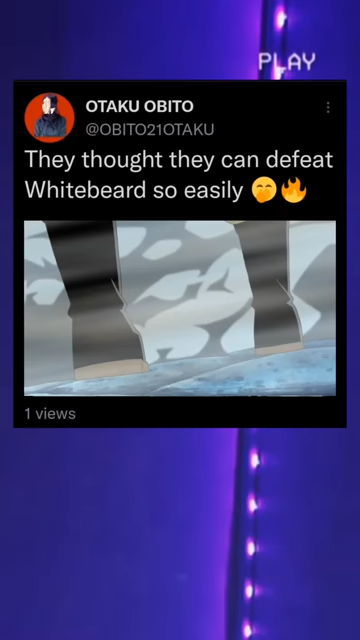 PLAY
OTAKU OBITO
@OBITO21OTAKU
They thought they can defeat
Whitebeard so easily 🤭🔥
1 views